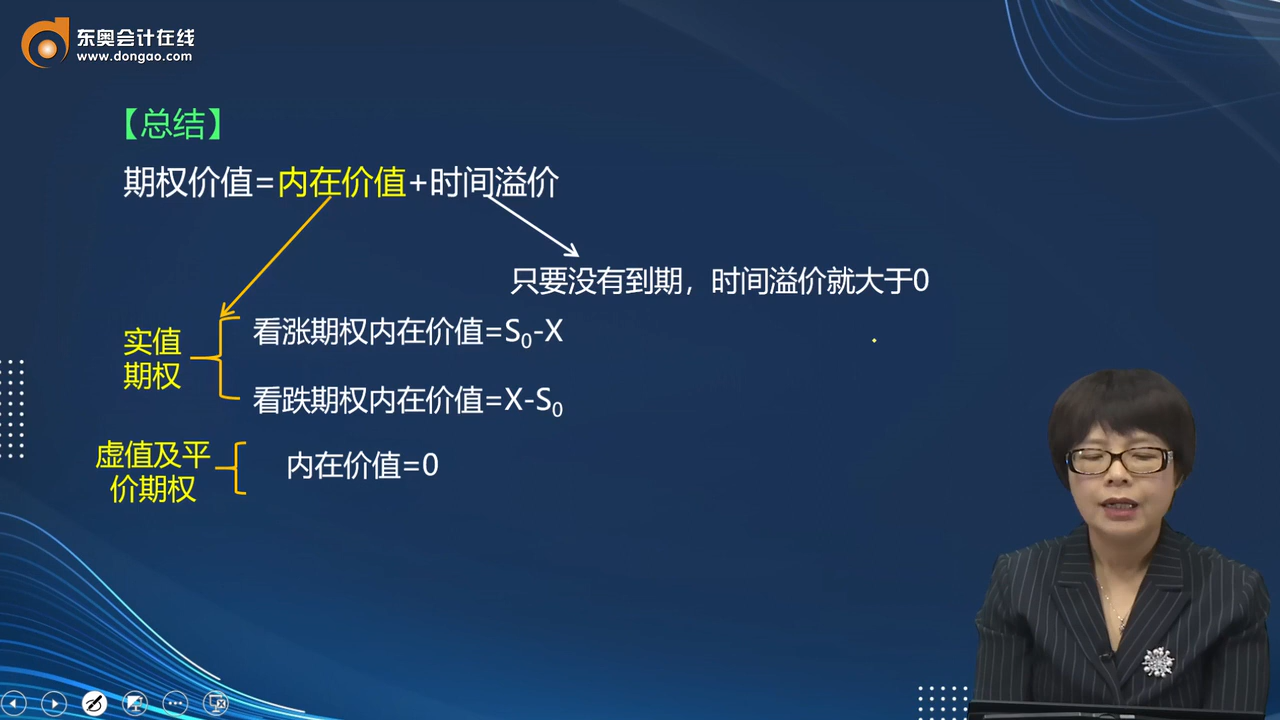 东奥会计在线
www.dongao.com
【总结】
期权价值=内在价值+时间溢价
只要没有到期，时间溢价就大于0
实值
期权
看涨期权内在价值=S₀-X
看跌期权内在价值=X-S₀
虚值及平
价期权
内在价值=0